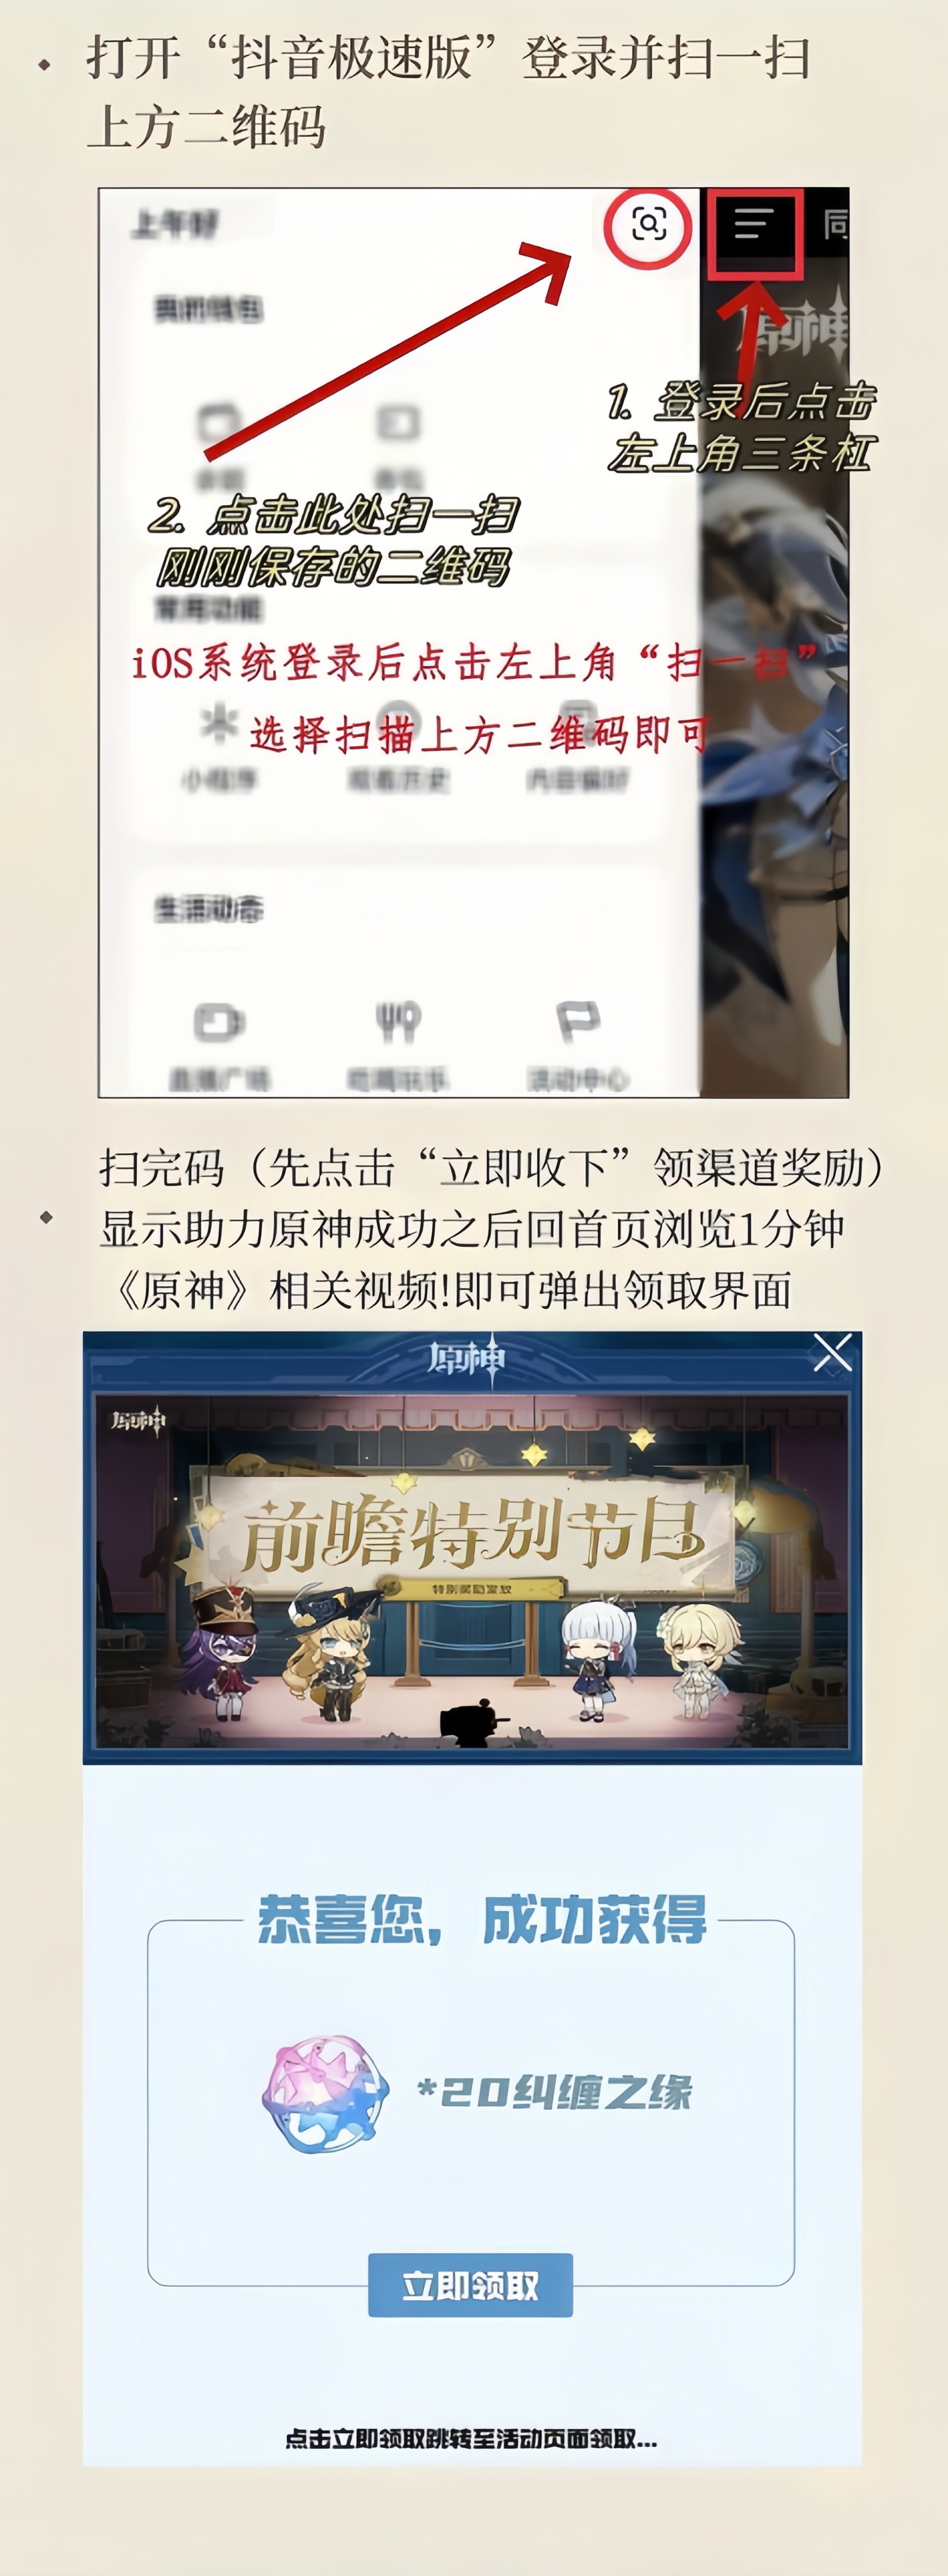 打开“抖音极速版”登录并扫一扫
上方二维码
上午好
同
我的钱包
原神
1. 登录后点击
左上角三条杠
2. 点击此处扫一扫
刚刚保存的二维码
常用功能
iOS系统登录后点击左上角“扫一扫”
选择扫描上方二维码即可
小程序 观看历史 内容偏好
生活动态
直播广场 吃喝玩乐 活动中心
扫完码（先点击“立即收下”领渠道奖励）
显示助力原神成功之后回首页浏览1分钟
《原神》相关视频!即可弹出领取界面
原神
原神
前瞻特别节目
特别奖励发放
恭喜您，成功获得
*20纠缠之缘
立即领取
点击立即领取跳转至活动页面领取...